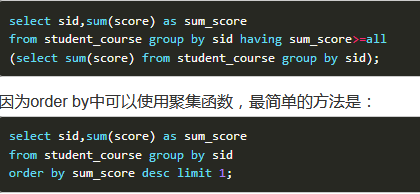 select sid,sum(score) as sum_score
from student_course group by sid having sum_score>=all
(select sum(score) from student_course group by sid);
因为order by中可以使用聚集函数，最简单的方法是：
select sid,sum(score) as sum_score
from student_course group by sid
order by sum_score desc limit 1;